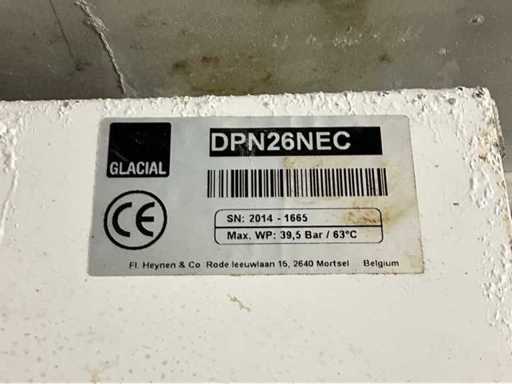 DPN26NEC
GLACIAL
CE
SN: 2014 - 1665
Max. WP: 39,5 Bar / 63°C
Fl. Heynen & Co Rode leeuwlaan 15, 2640 Mortsel Belgium